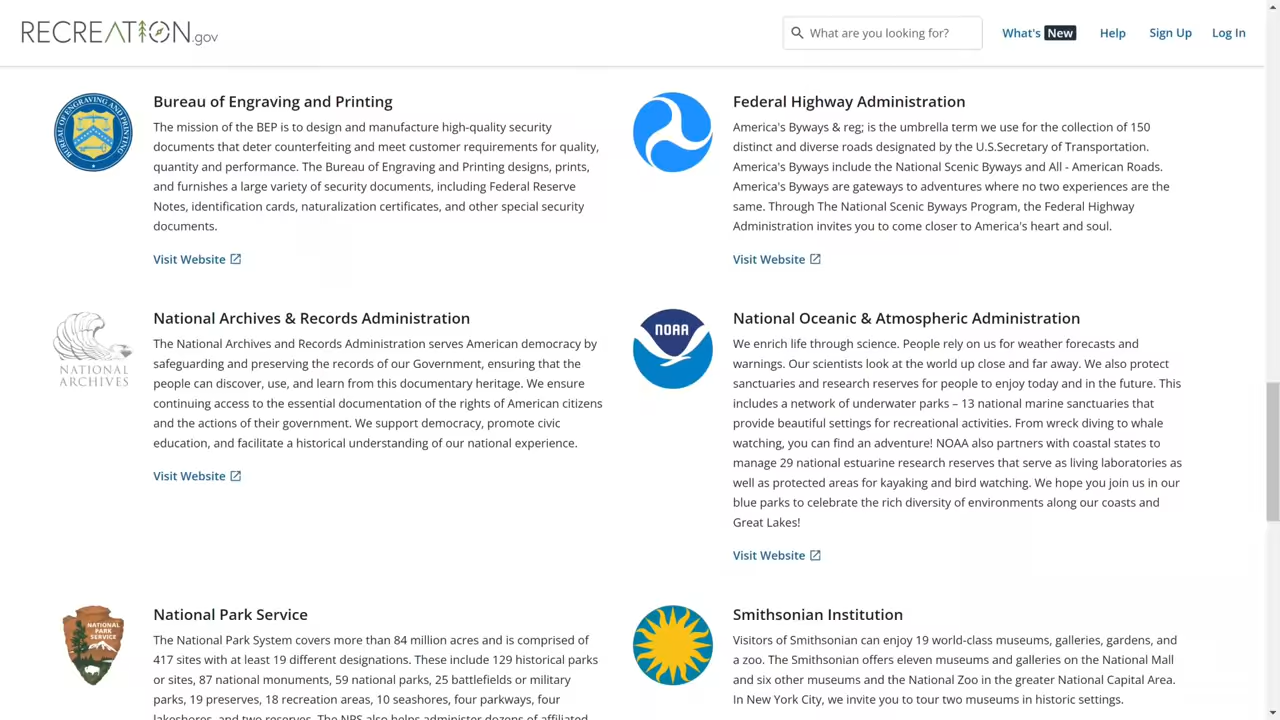 RECREATION.gov
What are you looking for?
What's New
Help
Sign Up
Log In
BUREAU OF ENGRAVING AND PRINTING
Bureau of Engraving and Printing
The mission of the BEP is to design and manufacture high-quality security
documents that deter counterfeiting and meet customer requirements for quality,
quantity and performance. The Bureau of Engraving and Printing designs, prints,
and furnishes a large variety of security documents, including Federal Reserve
Notes, identification cards, naturalization certificates, and other special security
documents.
Visit Website
Federal Highway Administration
America's Byways & reg; is the umbrella term we use for the collection of 150
distinct and diverse roads designated by the U.S.Secretary of Transportation.
America's Byways include the National Scenic Byways and All - American Roads.
America's Byways are gateways to adventures where no two experiences are the
same. Through The National Scenic Byways Program, the Federal Highway
Administration invites you to come closer to America's heart and soul.
Visit Website
NATIONAL
ARCHIVES
National Archives & Records Administration
The National Archives and Records Administration serves American democracy by
safeguarding and preserving the records of our Government, ensuring that the
people can discover, use, and learn from this documentary heritage. We ensure
continuing access to the essential documentation of the rights of American citizens
and the actions of their government. We support democracy, promote civic
education, and facilitate a historical understanding of our national experience.
Visit Website
NOAA
National Oceanic & Atmospheric Administration
We enrich life through science. People rely on us for weather forecasts and
warnings. Our scientists look at the world up close and far away. We also protect
sanctuaries and research reserves for people to enjoy today and in the future. This
includes a network of underwater parks – 13 national marine sanctuaries that
provide beautiful settings for recreational activities. From wreck diving to whale
watching, you can find an adventure! NOAA also partners with coastal states to
manage 29 national estuarine research reserves that serve as living laboratories as
well as protected areas for kayaking and bird watching. We hope you join us in our
blue parks to celebrate the rich diversity of environments along our coasts and
Great Lakes!
Visit Website
NATIONAL
PARK
SERVICE
National Park Service
The National Park System covers more than 84 million acres and is comprised of
417 sites with at least 19 different designations. These include 129 historical parks
or sites, 87 national monuments, 59 national parks, 25 battlefields or military
parks, 19 preserves, 18 recreation areas, 10 seashores, four parkways, four
lakeshores, and two reserves. The NPS also helps administer dozens of affiliated
Smithsonian Institution
Visitors of Smithsonian can enjoy 19 world-class museums, galleries, gardens, and
a zoo. The Smithsonian offers eleven museums and galleries on the National Mall
and six other museums and the National Zoo in the greater National Capital Area.
In New York City, we invite you to tour two museums in historic settings.